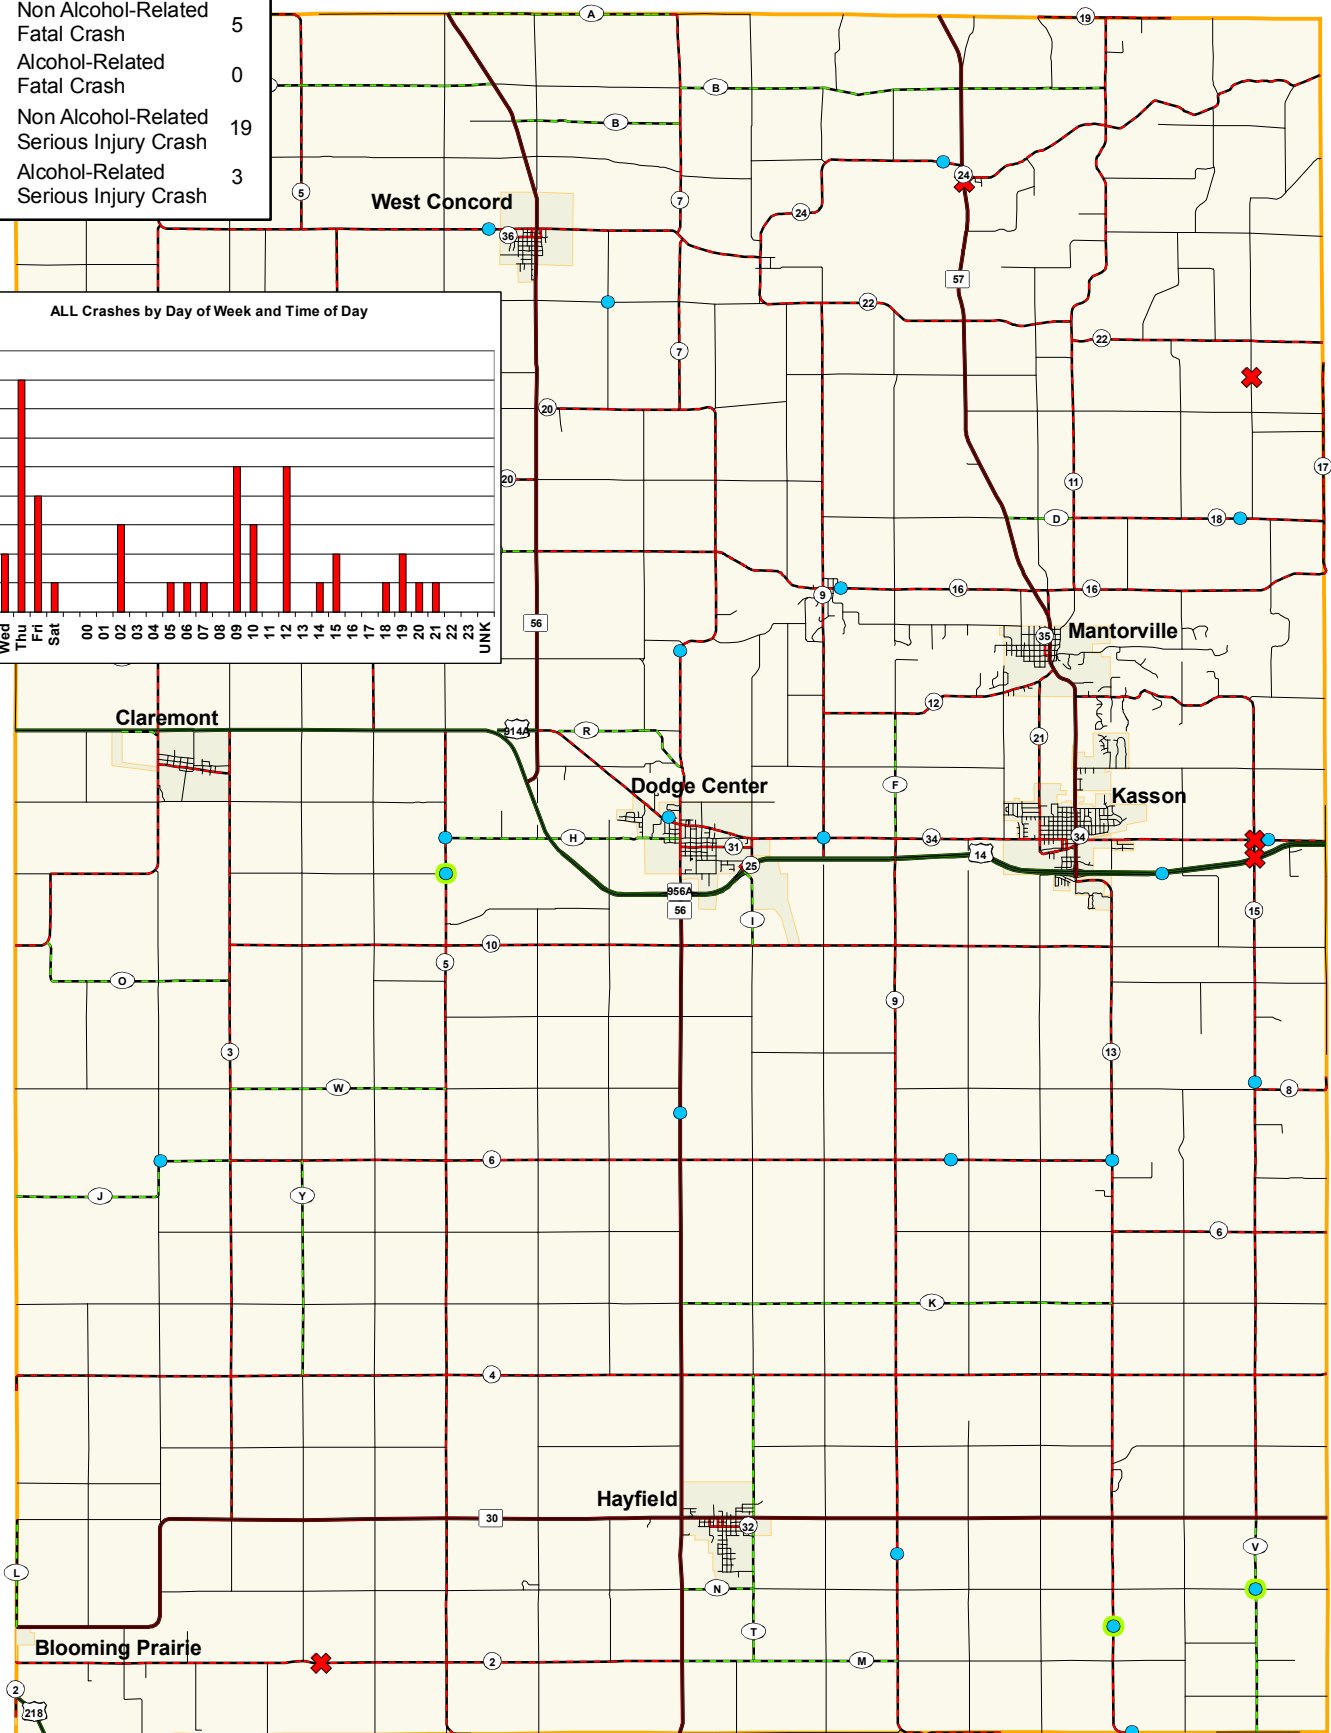 Non Alcohol-Related
Fatal Crash 5
Alcohol-Related
Fatal Crash 0
Non Alcohol-Related
Serious Injury Crash 19
Alcohol-Related
Serious Injury Crash 3
A
19
B
B
5
West Concord
7
24
24
36
57
ALL Crashes by Day of Week and Time of Day
22
22
7
20
17
20
11
D
18
Wed Thu Fri Sat 00 01 02 03 04 05 06 07 08 09 10 11 12 13 14 15 16 17 18 19 20 21 22 23 UNK
16
16
9
56
35
Mantorville
12
Claremont
914A
R
21
Dodge Center
F
Kasson
H
31
34
34
14
25
956A
56
I
15
10
5
O
9
3
13
W
8
6
J
Y
6
K
4
Hayfield
30
32
V
L
N
T
Blooming Prairie
2
M
2
218